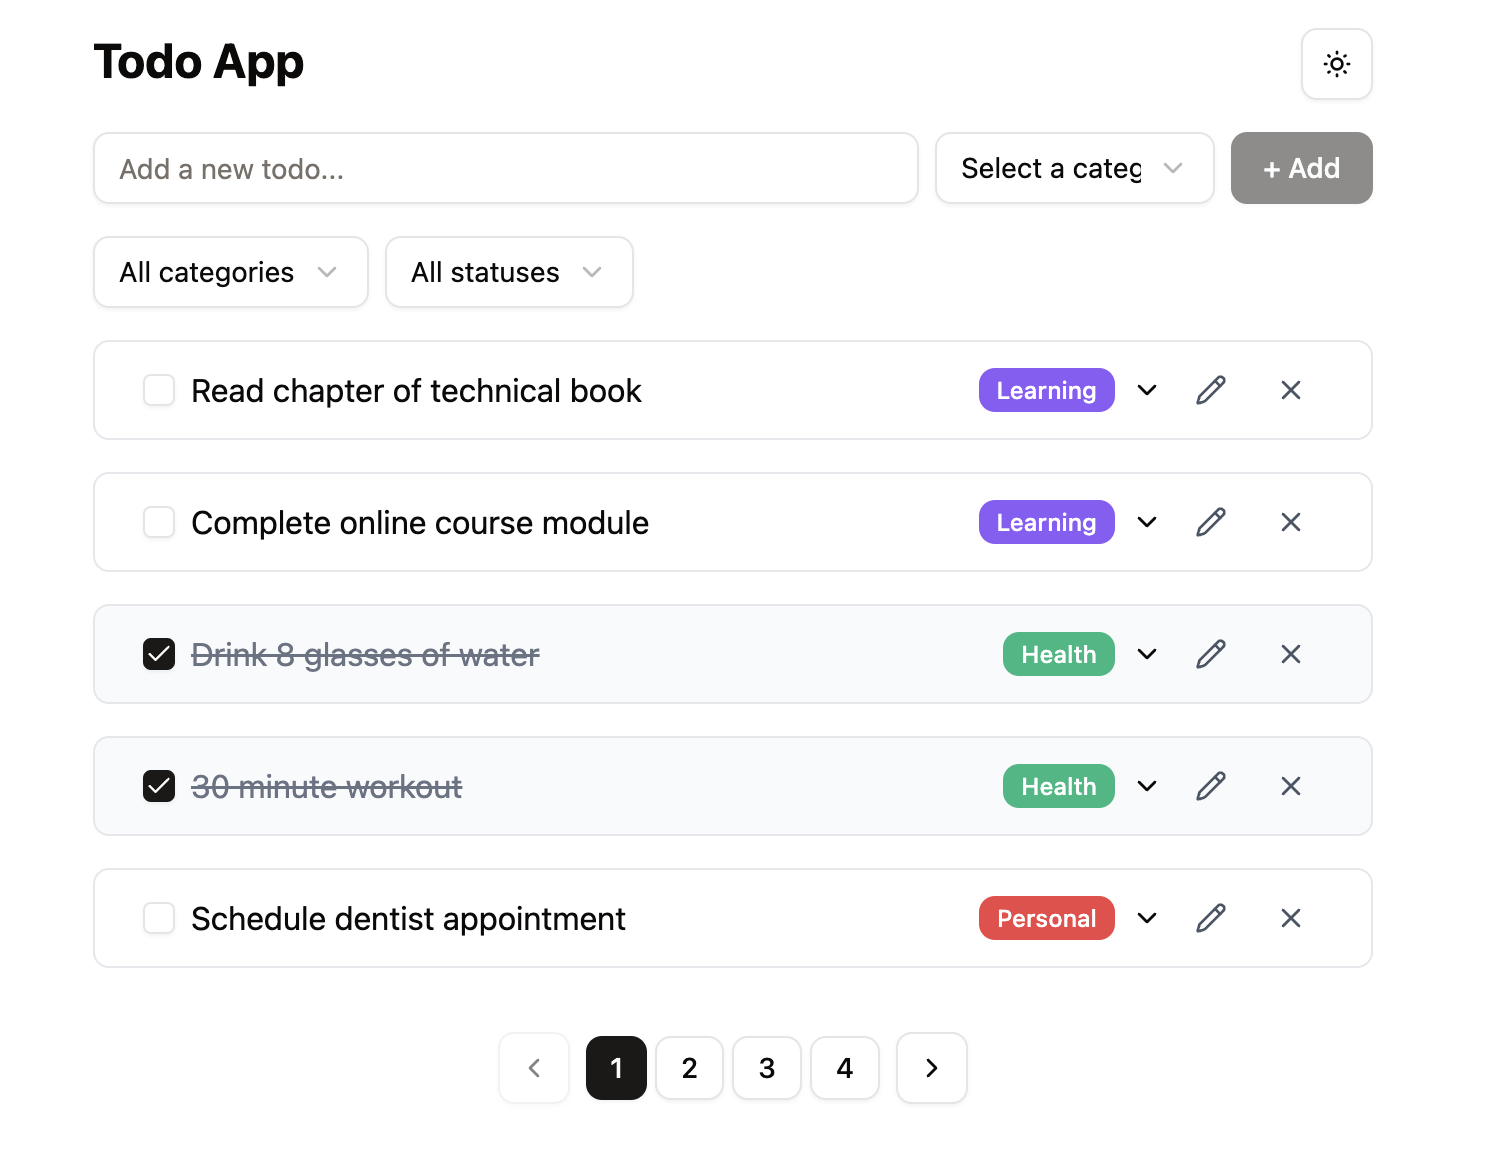 Todo App
Add a new todo...
Select a categ
+ Add
All categories
All statuses
Read chapter of technical book
Learning
Complete online course module
Learning
Drink 8 glasses of water
Health
30 minute workout
Health
Schedule dentist appointment
Personal
1 2 3 4